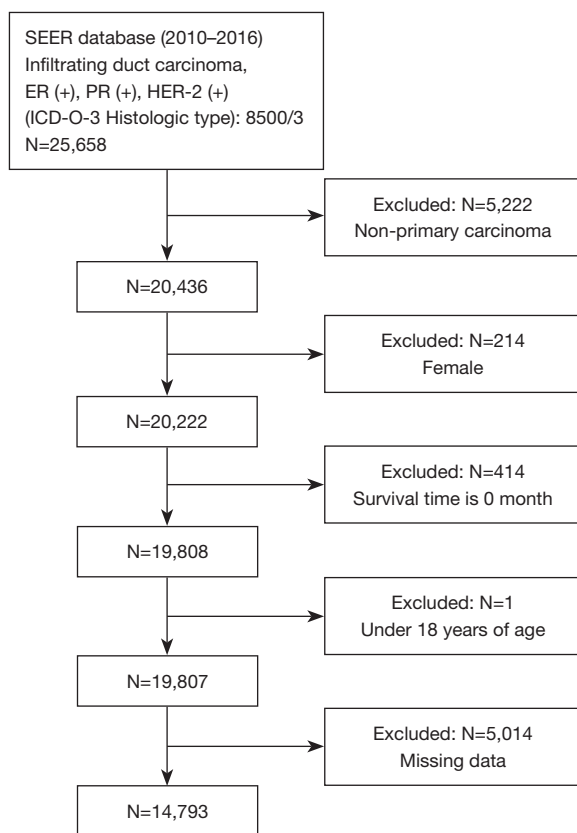 SEER database (2010–2016)
Infiltrating duct carcinoma,
ER (+), PR (+), HER-2 (+)
(ICD-O-3 Histologic type): 8500/3
N=25,658
Excluded: N=5,222
Non-primary carcinoma
N=20,436
Excluded: N=214
Female
N=20,222
Excluded: N=414
Survival time is 0 month
N=19,808
Excluded: N=1
Under 18 years of age
N=19,807
Excluded: N=5,014
Missing data
N=14,793